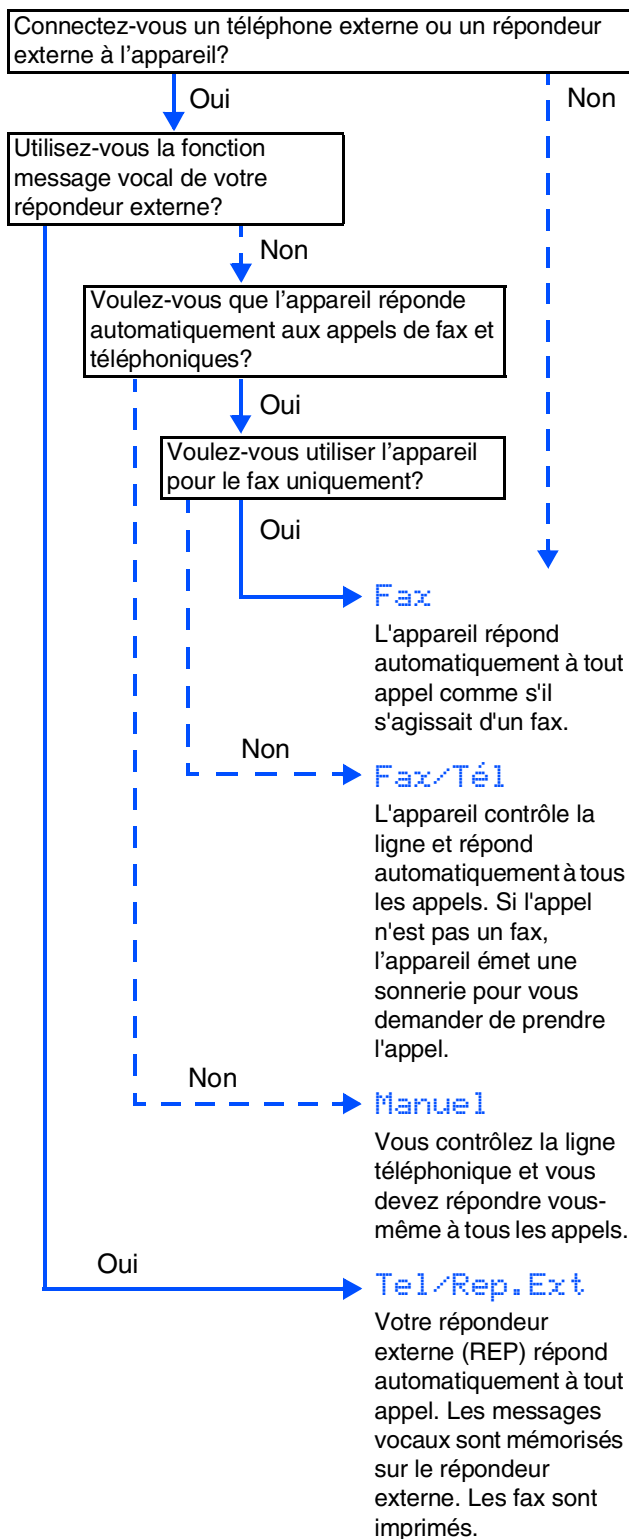 Connectez-vous un téléphone externe ou un répondeur
externe à l’appareil?
Oui
Non
Utilisez-vous la fonction
message vocal de votre
répondeur externe?
Non
Voulez-vous que l’appareil réponde
automatiquement aux appels de fax et
téléphoniques?
Oui
Voulez-vous utiliser l’appareil
pour le fax uniquement?
Oui
Fax
L'appareil répond
automatiquement à tout
appel comme s'il
s'agissait d'un fax.
Non
Fax/Tél
L'appareil contrôle la
ligne et répond
automatiquement à tous
les appels. Si l'appel
n'est pas un fax,
l’appareil émet une
sonnerie pour vous
demander de prendre
l'appel.
Non
Manuel
Vous contrôlez la ligne
téléphonique et vous
devez répondre vous-
même à tous les appels.
Oui
Tel/Rep.Ext
Votre répondeur
externe (REP) répond
automatiquement à tout
appel. Les messages
vocaux sont mémorisés
sur le répondeur
externe. Les fax sont
imprimés.